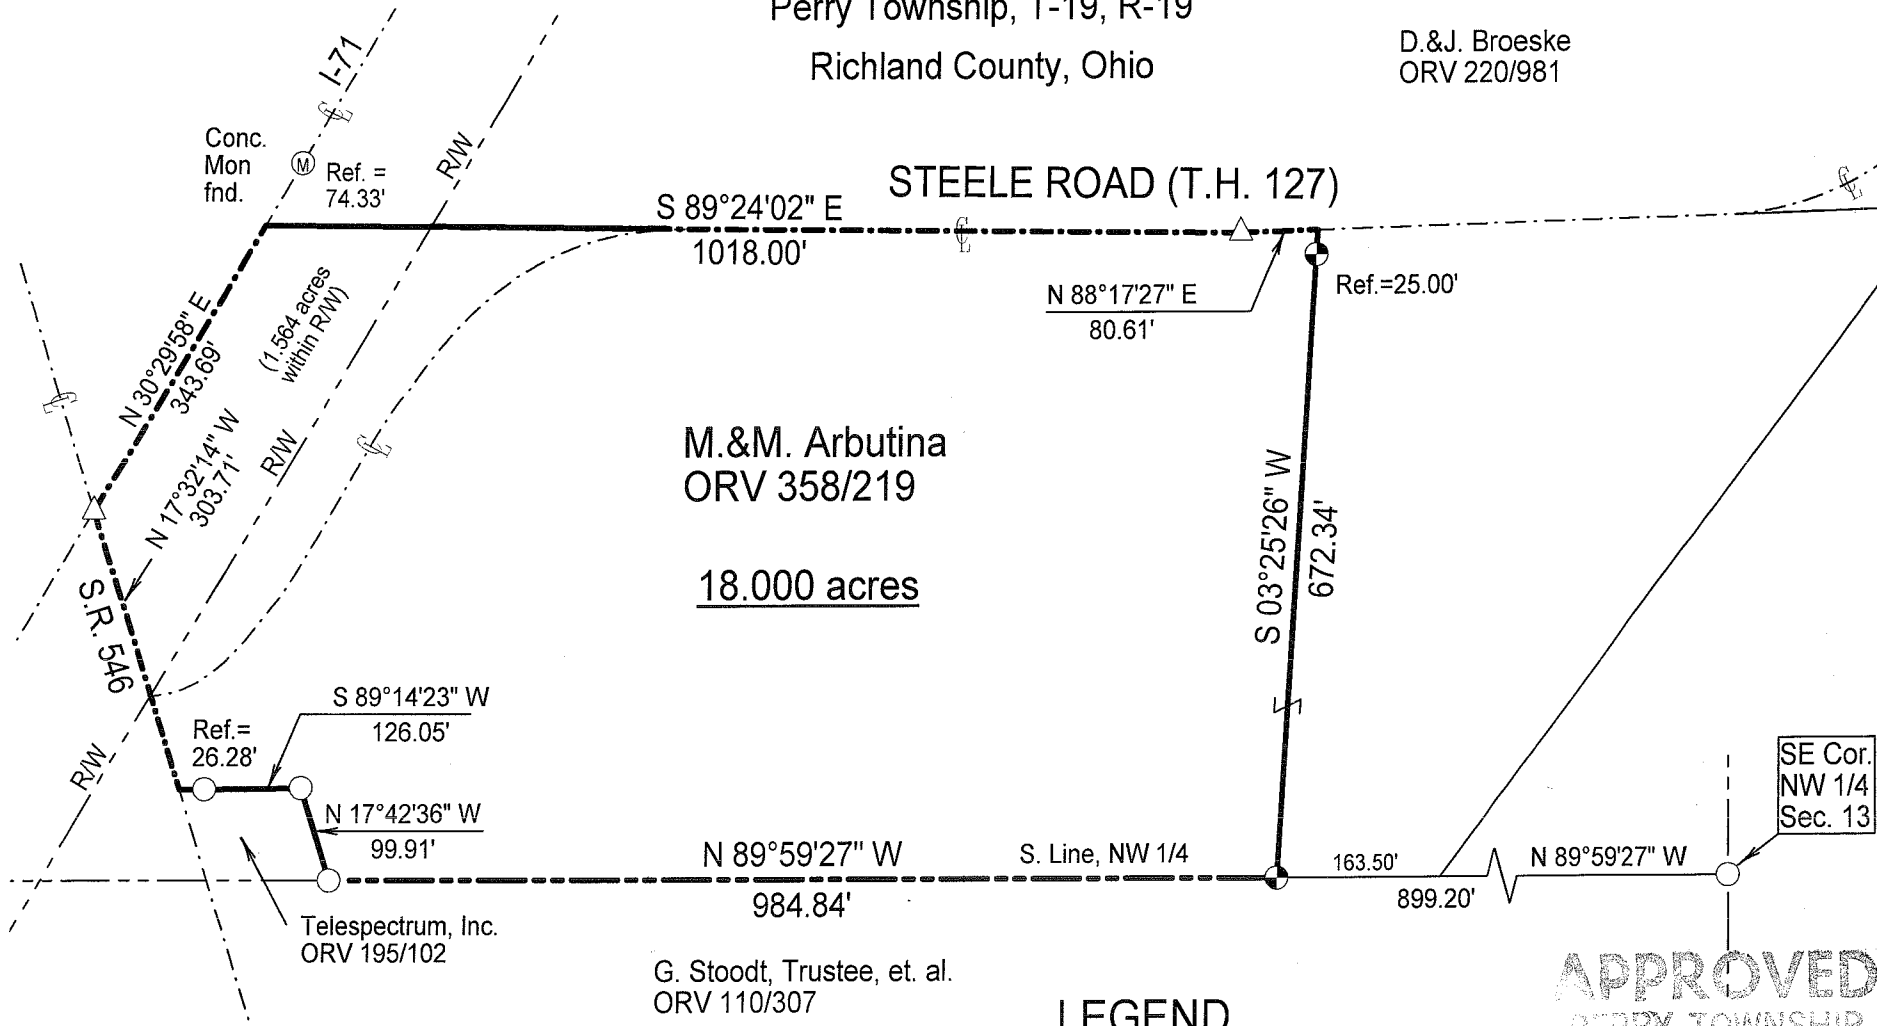 Perry Township, T-19, R-19
Richland County, Ohio
D.&J. Broeske
ORV 220/981
I-71
Conc.
Mon
fnd.
M
Ref. =
74.33'
R/W
STEELE ROAD (T.H. 127)
S 89°24'02" E
1018.00'
N 88°17'27" E
80.61'
Ref.=25.00'
N 30°29'58" E
343.69'
(1.564 acres
within R/W)
N 17°32'14" W
303.71'
R/W
M.&M. Arbutina
ORV 358/219
18.000 acres
S 03°25'26" W
672.34'
S.R. 546
S 89°14'23" W
126.05'
Ref.=
26.28'
R/W
N 17°42'36" W
99.91'
N 89°59'27" W
984.84'
S. Line, NW 1/4
163.50'
899.20'
N 89°59'27" W
SE Cor.
NW 1/4
Sec. 13
Telespectrum, Inc.
ORV 195/102
G. Stoodt, Trustee, et. al.
ORV 110/307
LEGEND
APPROVED
PERRY TOWNSHIP